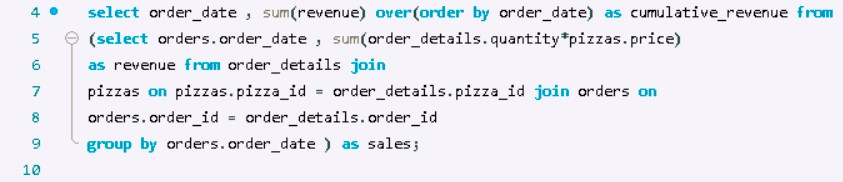 4 select order_date , sum(revenue) over(order by order_date) as cumulative_revenue from
5 (select orders.order_date , sum(order_details.quantity*pizzas.price)
6 as revenue from order_details join
7 pizzas on pizzas.pizza_id = order_details.pizza_id join orders on
8 orders.order_id = order_details.order_id
9 group by orders.order_date ) as sales;
10